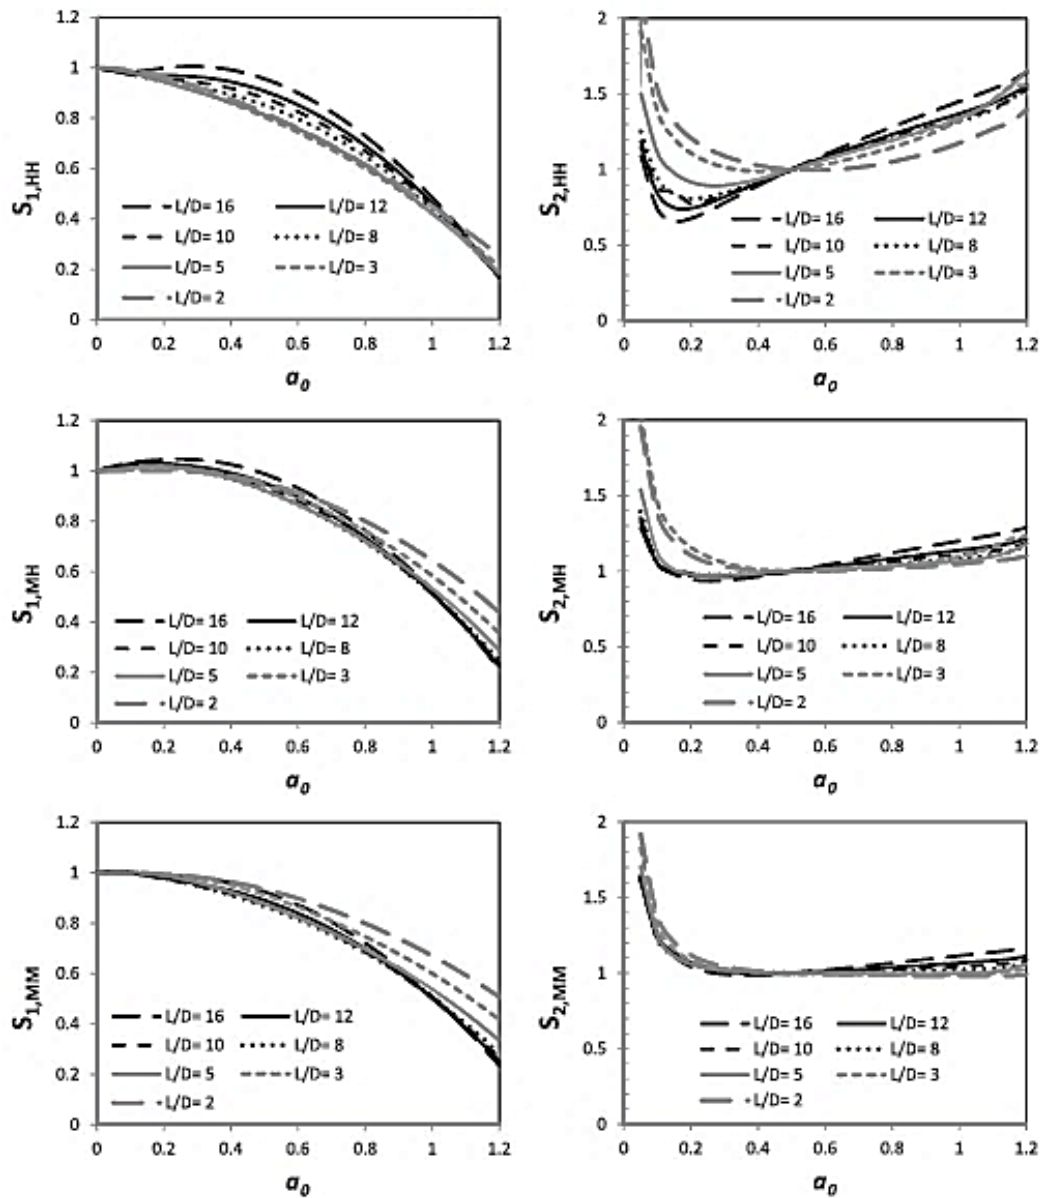 1.2
1
0.8
0.6
0.4
0.2
0
S1,HH
L/D= 16 L/D= 12
L/D= 10 L/D= 8
L/D= 5 L/D= 3
L/D= 2
0 0.2 0.4 0.6 0.8 1 1.2
a0
2
1.5
1
0.5
0
S2,HH
L/D= 16 L/D= 12
L/D= 10 L/D= 8
L/D= 5 L/D= 3
L/D= 2
0 0.2 0.4 0.6 0.8 1 1.2
a0
1.2
1
0.8
0.6
0.4
0.2
0
S1,MH
L/D= 16 L/D= 12
L/D= 10 L/D= 8
L/D= 5 L/D= 3
L/D= 2
0 0.2 0.4 0.6 0.8 1 1.2
a0
2
1.5
1
0.5
0
S2,MH
L/D= 16 L/D= 12
L/D= 10 L/D= 8
L/D= 5 L/D= 3
L/D= 2
0 0.2 0.4 0.6 0.8 1 1.2
a0
1.2
1
0.8
0.6
0.4
0.2
0
S1,MM
L/D= 16 L/D= 12
L/D= 10 L/D= 8
L/D= 5 L/D= 3
L/D= 2
0 0.2 0.4 0.6 0.8 1 1.2
a0
2
1.5
1
0.5
0
S2,MM
L/D= 16 L/D= 12
L/D= 10 L/D= 8
L/D= 5 L/D= 3
L/D= 2
0 0.2 0.4 0.6 0.8 1 1.2
a0